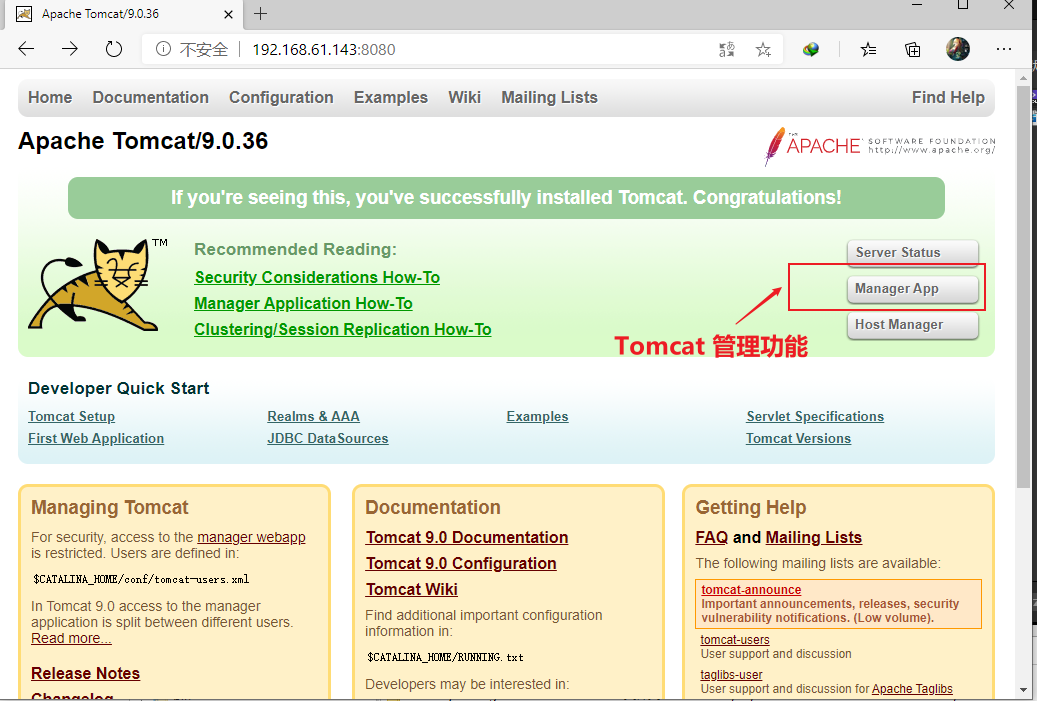 Apache Tomcat/9.0.36
不安全 192.168.61.143:8080
Home Documentation Configuration Examples Wiki Mailing Lists Find Help
Apache Tomcat/9.0.36
THE APACHE SOFTWARE FOUNDATION
http://www.apache.org/
If you're seeing this, you've successfully installed Tomcat. Congratulations!
TM
Recommended Reading:
Security Considerations How-To
Manager Application How-To
Clustering/Session Replication How-To
Server Status
Manager App
Host Manager
Tomcat 管理功能
Developer Quick Start
Tomcat Setup
First Web Application
Realms & AAA
JDBC DataSources
Examples
Servlet Specifications
Tomcat Versions
Managing Tomcat
For security, access to the manager webapp
is restricted. Users are defined in:
$CATALINA_HOME/conf/tomcat-users.xml
In Tomcat 9.0 access to the manager
application is split between different users.
Read more...
Release Notes
Changelog
Documentation
Tomcat 9.0 Documentation
Tomcat 9.0 Configuration
Tomcat Wiki
Find additional important configuration
information in:
$CATALINA_HOME/RUNNING.txt
Developers may be interested in:
Getting Help
FAQ and Mailing Lists
The following mailing lists are available:
tomcat-announce
Important announcements, releases, security
vulnerability notifications. (Low volume).
tomcat-users
User support and discussion
taglibs-user
User support and discussion for Apache Taglibs